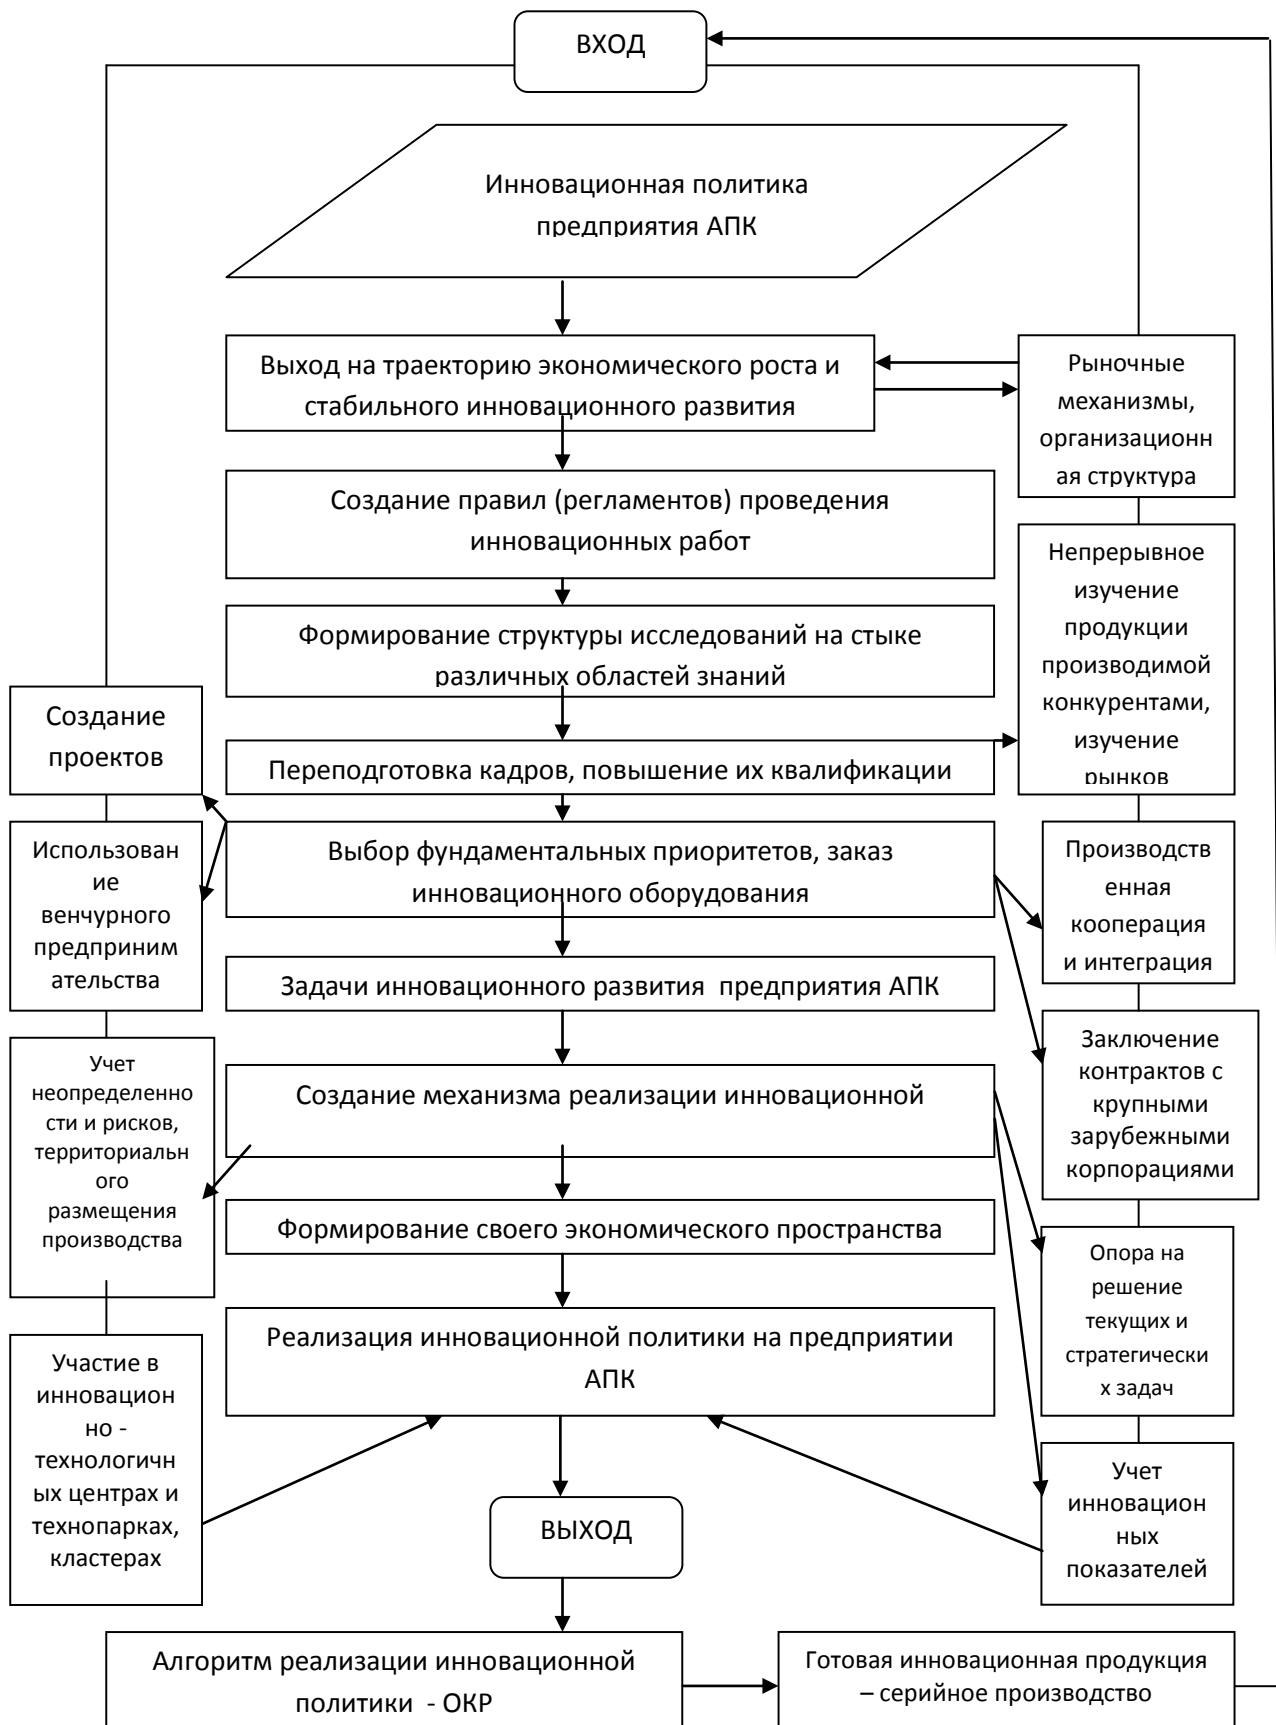 ВХОД
Инновационная политика
предприятия АПК
Выход на траекторию экономического роста и
стабильного инновационного развития
Рыночные
механизмы,
организационн
ая структура
Создание правил (регламентов) проведения
инновационных работ
Непрерывное
изучение
продукции
производимой
конкурентами,
изучение
рынков
Формирование структуры исследований на стыке
различных областей знаний
Создание
проектов
Переподготовка кадров, повышение их квалификации
Использован
ие
венчурного
предприним
ательства
Выбор фундаментальных приоритетов, заказ
инновационного оборудования
Производств
енная
кооперация
и интеграция
Задачи инновационного развития  предприятия АПК
Заключение
контрактов с
крупными
зарубежными
корпорациями
Учет
неопределенно
сти и рисков,
территориальн
ого
размещения
производства
Создание механизма реализации инновационной
Формирование своего экономического пространства
Опора на
решение
текущих и
стратегически
х задач
Реализация инновационной политики на предприятии
АПК
Участие в
инновацион
но -
технологичн
ых центрах и
технопарках,
кластерах
Учет
инновацион
ных
показателей
ВЫХОД
Алгоритм реализации инновационной
политики  - ОКР
Готовая инновационная продукция
– серийное производство